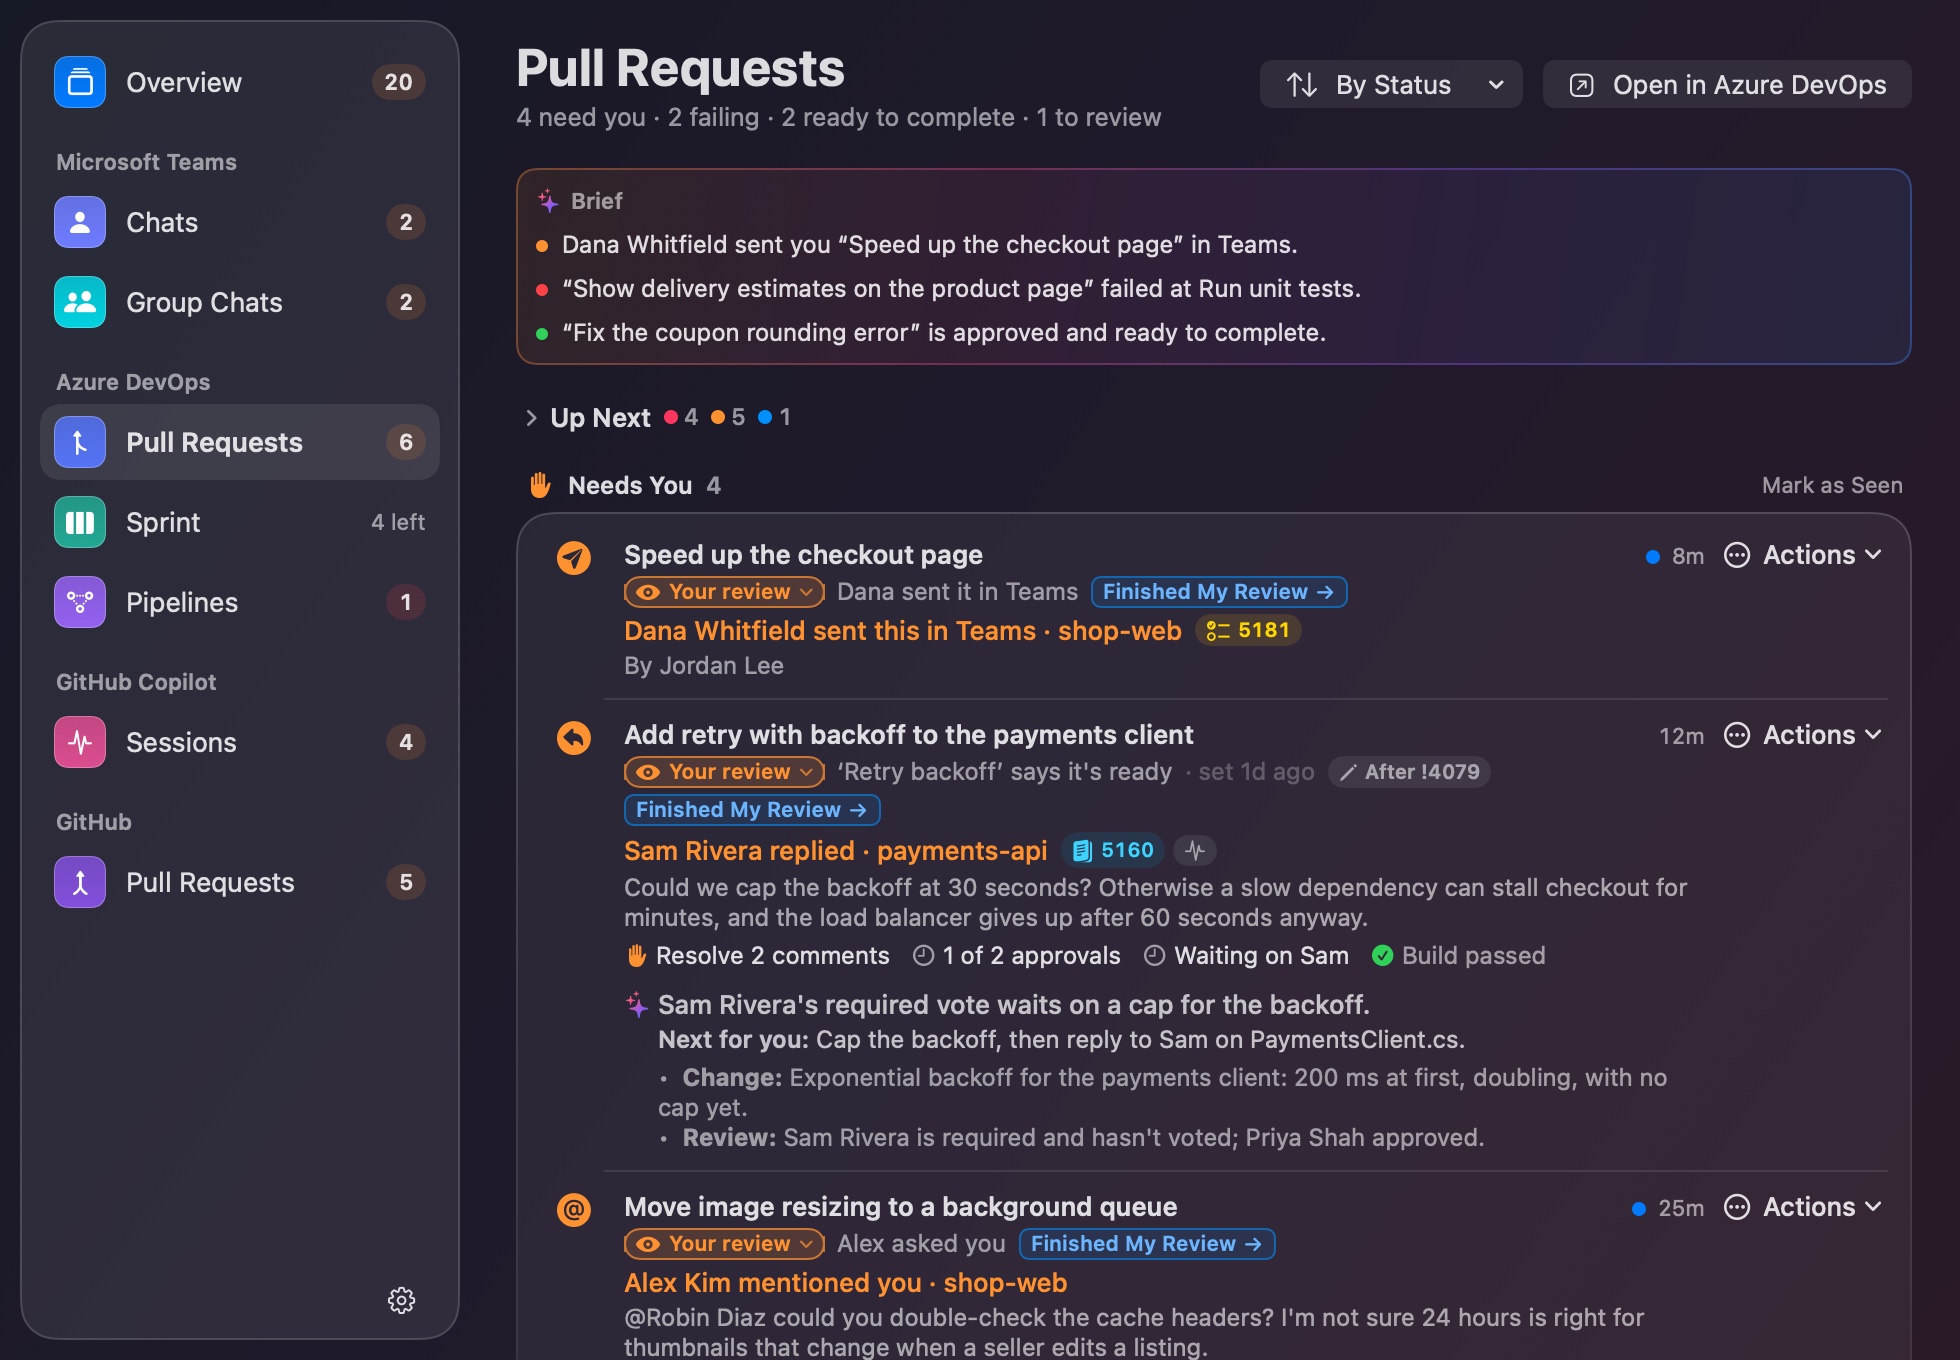 Overview 20
Microsoft Teams
Chats 2
Group Chats 2
Azure DevOps
Pull Requests 6
Sprint 4 left
Pipelines 1
GitHub Copilot
Sessions 4
GitHub
Pull Requests 5
Pull Requests
4 need you · 2 failing · 2 ready to complete · 1 to review
By Status
Open in Azure DevOps
Brief
Dana Whitfield sent you “Speed up the checkout page” in Teams.
“Show delivery estimates on the product page” failed at Run unit tests.
“Fix the coupon rounding error” is approved and ready to complete.
Up Next 4 5 1
Needs You 4
Mark as Seen
Speed up the checkout page
8m Actions
Your review Dana sent it in Teams Finished My Review →
Dana Whitfield sent this in Teams · shop-web 5181
By Jordan Lee
Add retry with backoff to the payments client
12m Actions
Your review ‘Retry backoff’ says it's ready · set 1d ago After !4079
Finished My Review →
Sam Rivera replied · payments-api 5160
Could we cap the backoff at 30 seconds? Otherwise a slow dependency can stall checkout for
minutes, and the load balancer gives up after 60 seconds anyway.
Resolve 2 comments 1 of 2 approvals Waiting on Sam Build passed
Sam Rivera's required vote waits on a cap for the backoff.
Next for you: Cap the backoff, then reply to Sam on PaymentsClient.cs.
• Change: Exponential backoff for the payments client: 200 ms at first, doubling, with no
cap yet.
• Review: Sam Rivera is required and hasn't voted; Priya Shah approved.
Move image resizing to a background queue
25m Actions
Your review Alex asked you Finished My Review →
Alex Kim mentioned you · shop-web
@Robin Diaz could you double-check the cache headers? I'm not sure 24 hours is right for
thumbnails that change when a seller edits a listing.